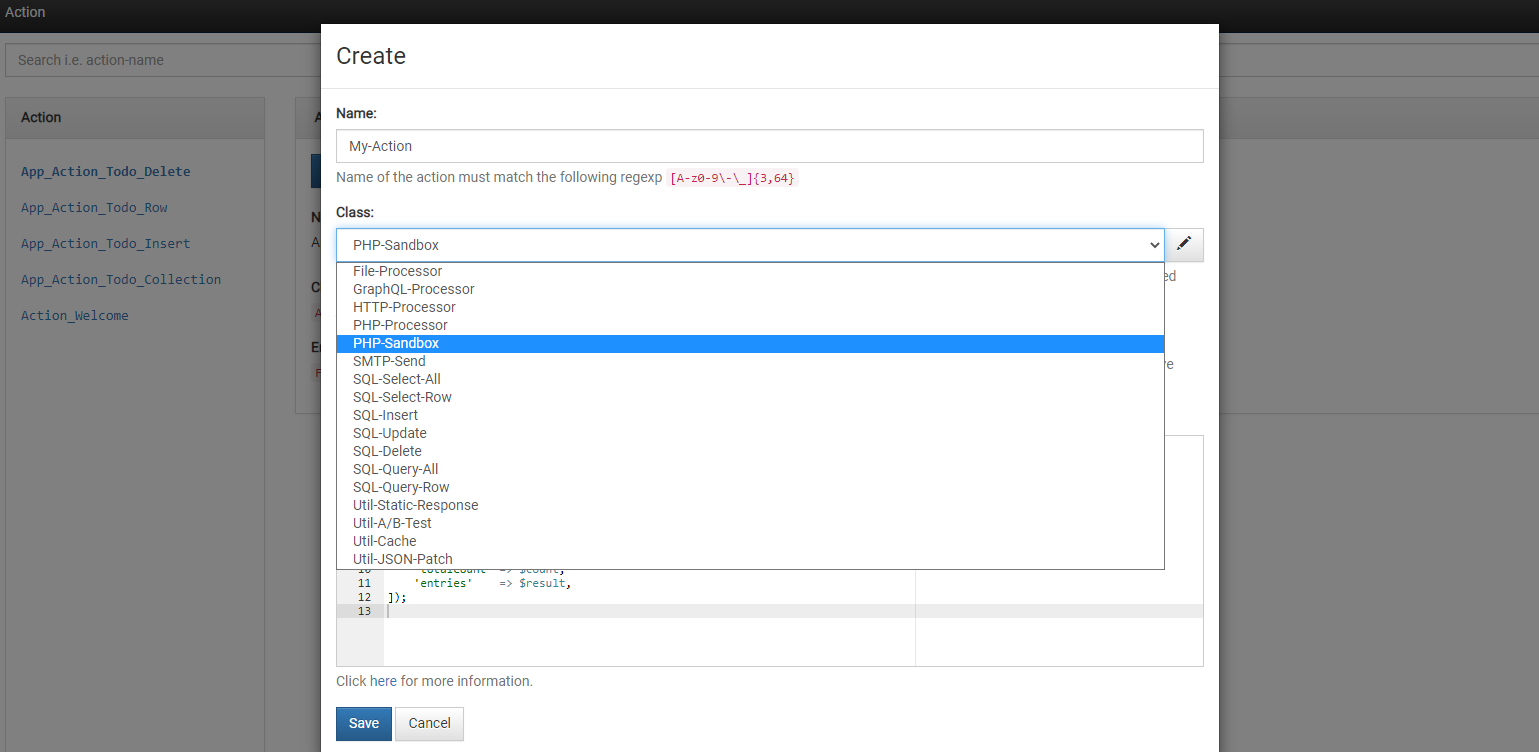 Action
Search i.e. action-name
Create
Action
Name:
My-Action
Name of the action must match the following regexp [A-z0-9\-\_]{3,64}
Class:
PHP-Sandbox
App_Action_Todo_Delete
App_Action_Todo_Row
App_Action_Todo_Insert
App_Action_Todo_Collection
Action_Welcome
File-Processor
GraphQL-Processor
HTTP-Processor
PHP-Processor
PHP-Sandbox
SMTP-Send
SQL-Select-All
SQL-Select-Row
SQL-Insert
SQL-Update
SQL-Delete
SQL-Query-All
SQL-Query-Row
Util-Static-Response
Util-A/B-Test
Util-Cache
Util-JSON-Patch
11 'entries' => $result,
12 ]);
13
Click here for more information.
Save Cancel